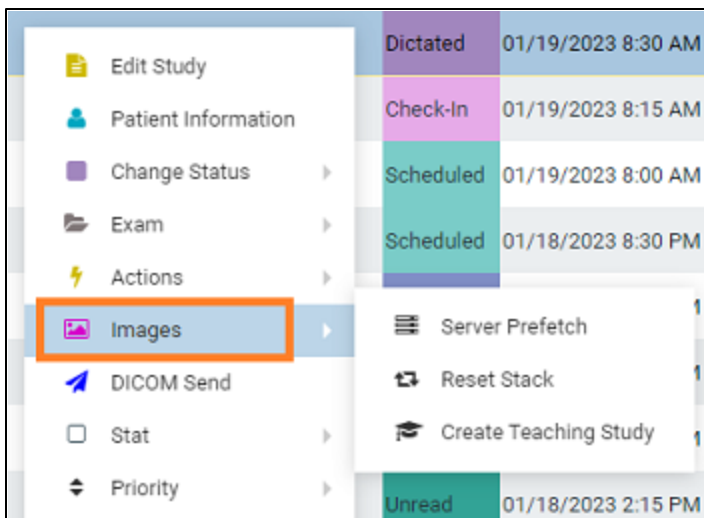 Edit Study
Patient Information
Change Status
Exam
Actions
Images
DICOM Send
Stat
Priority
Server Prefetch
Reset Stack
Create Teaching Study
Dictated 01/19/2023 8:30 AM
Check-In 01/19/2023 8:15 AM
Scheduled 01/19/2023 8:00 AM
Scheduled 01/18/2023 8:30 PM
Unread 01/18/2023 2:15 PM